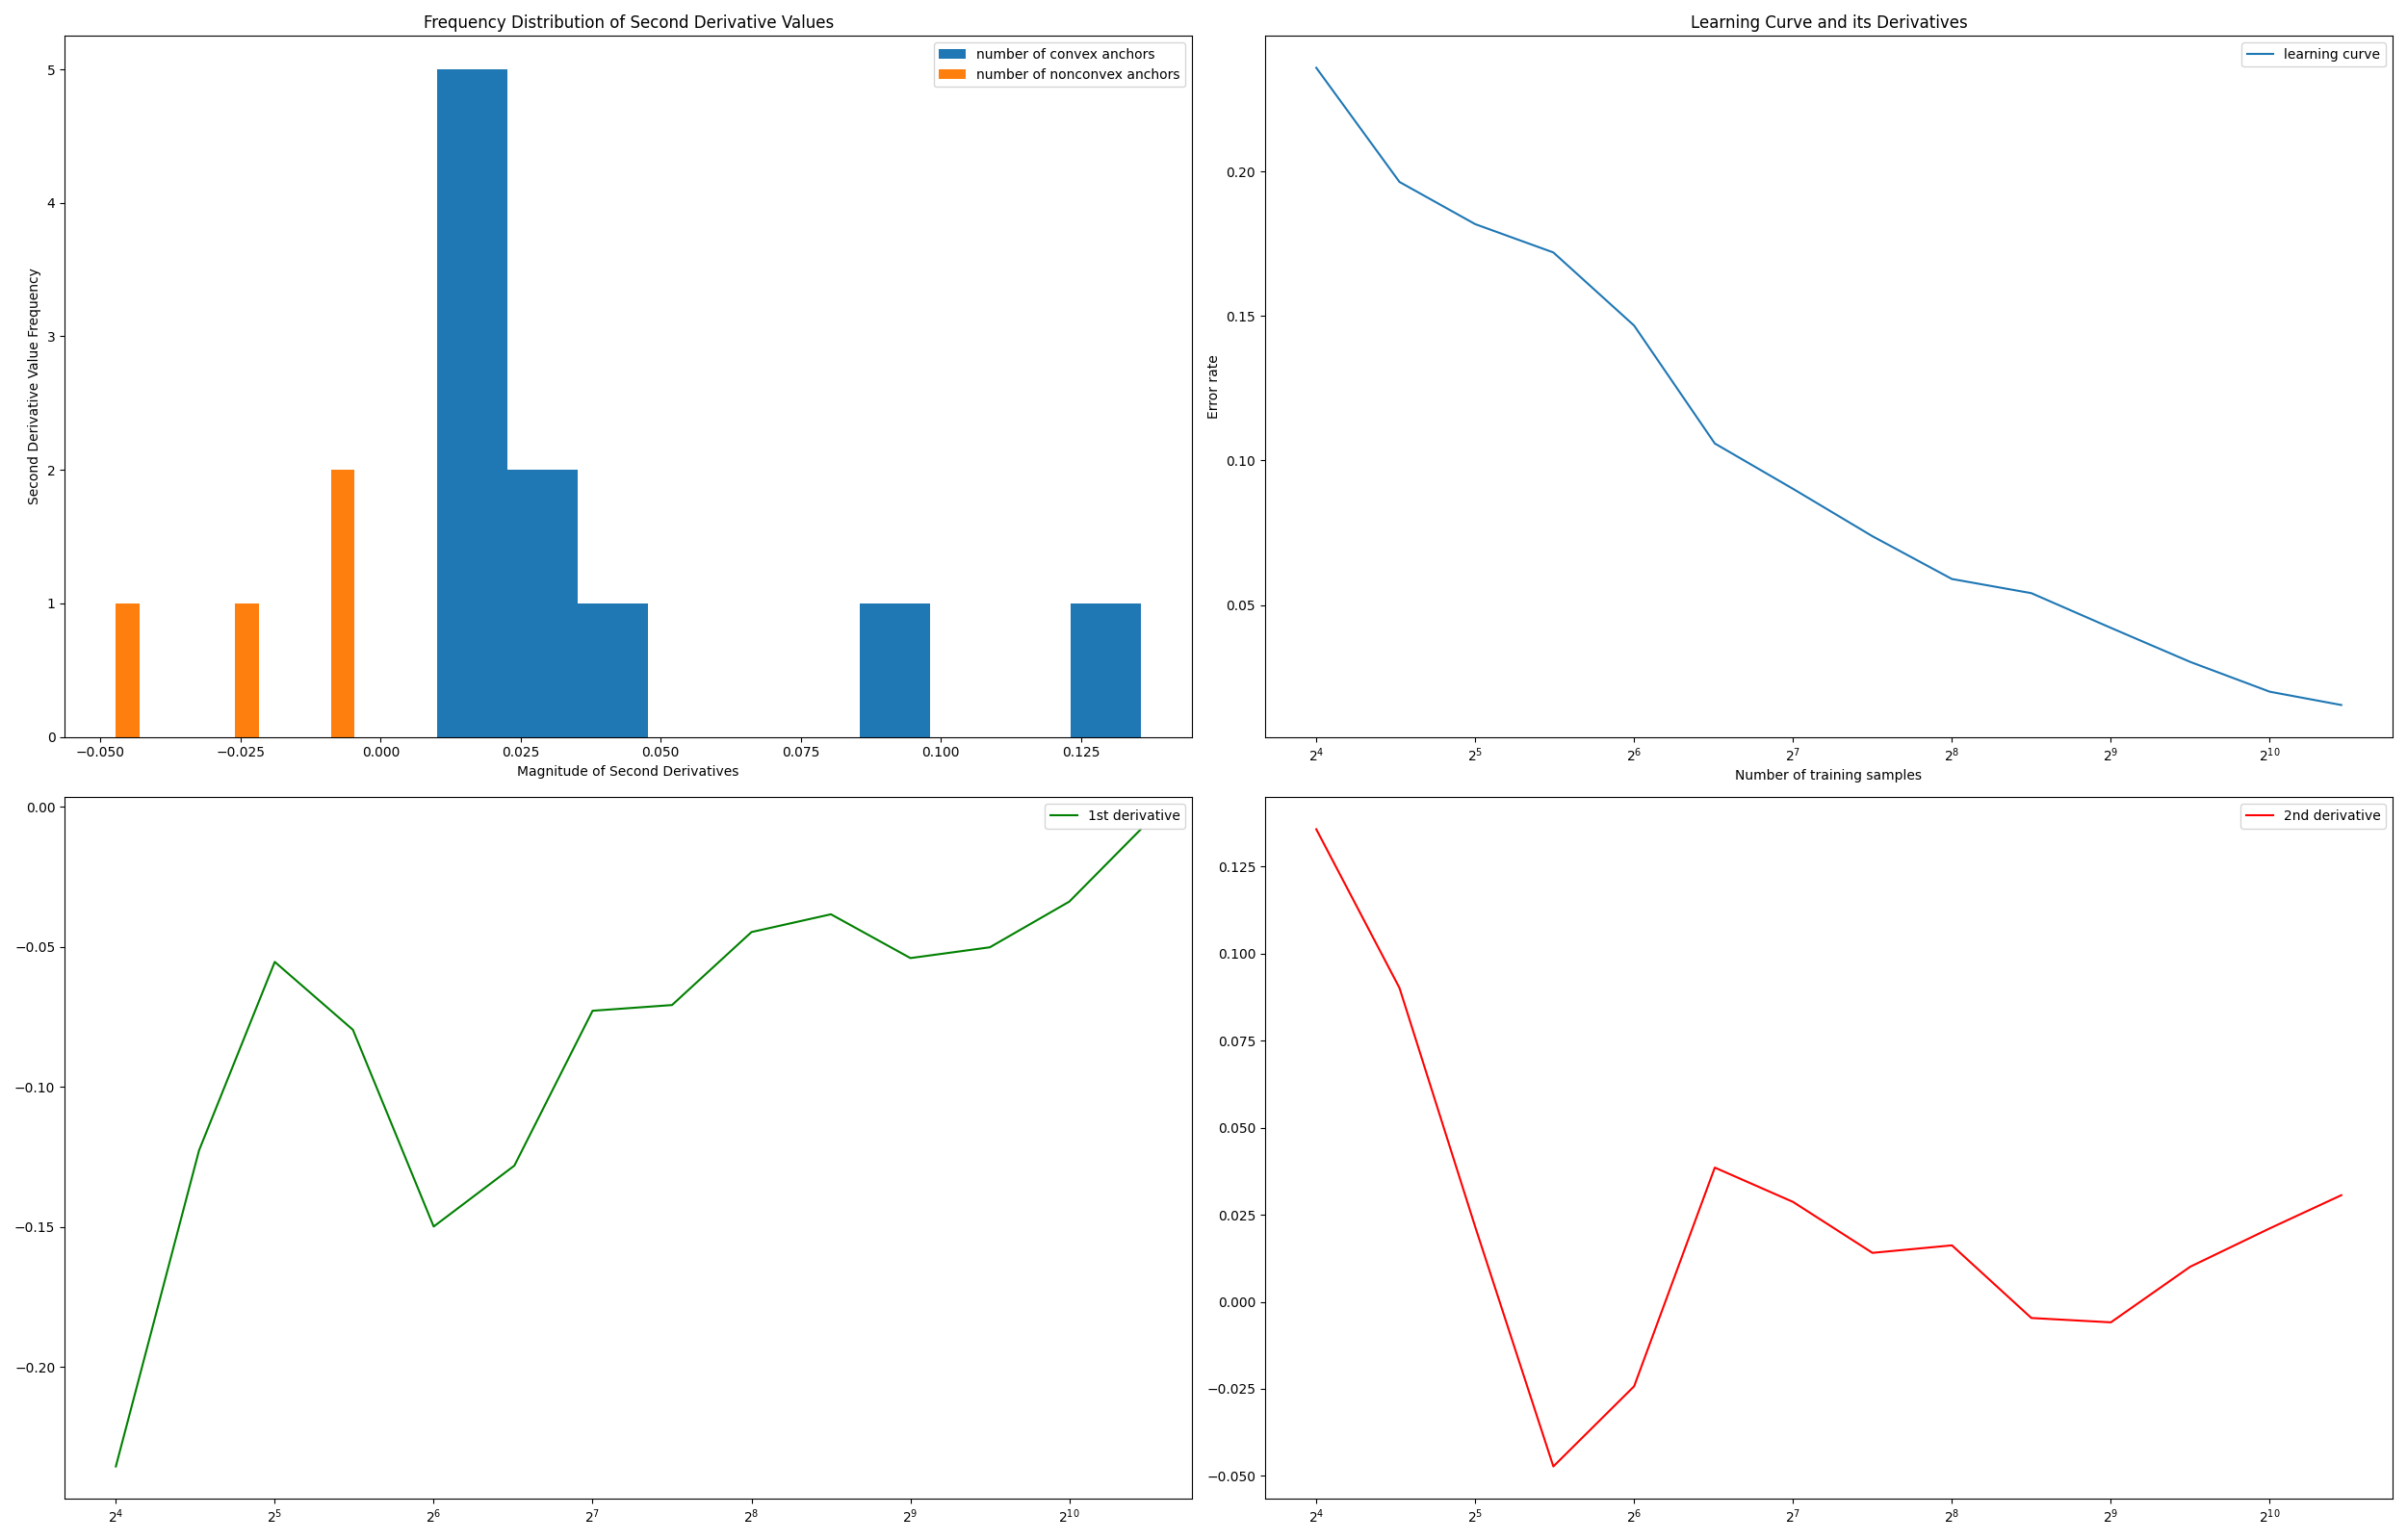 Frequency Distribution of Second Derivative Values
number of convex anchors
number of nonconvex anchors
Second Derivative Value Frequency
5
4
3
2
1
0
−0.050 −0.025 0.000 0.025 0.050 0.075 0.100 0.125
Magnitude of Second Derivatives
Learning Curve and its Derivatives
learning curve
Error rate
0.20
0.15
0.10
0.05
2⁴ 2⁵ 2⁶ 2⁷ 2⁸ 2⁹ 2¹⁰
Number of training samples
1st derivative
0.00
−0.05
−0.10
−0.15
−0.20
2⁴ 2⁵ 2⁶ 2⁷ 2⁸ 2⁹ 2¹⁰
2nd derivative
0.125
0.100
0.075
0.050
0.025
0.000
−0.025
−0.050
2⁴ 2⁵ 2⁶ 2⁷ 2⁸ 2⁹ 2¹⁰